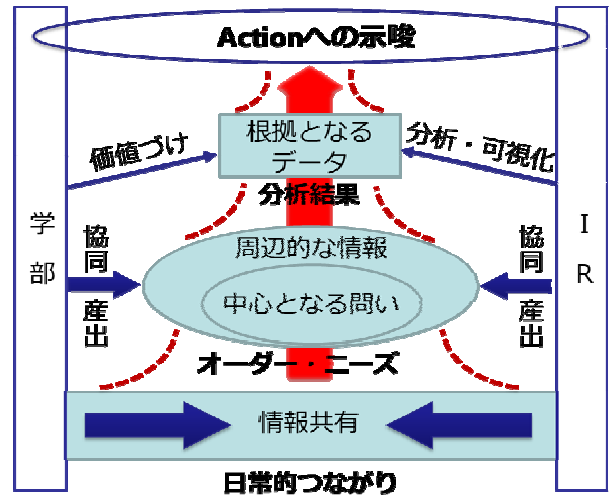 Actionへの示唆
根拠となる
データ
価値づけ
分析・可視化
分析結果
学部
IR
周辺的な情報
協同
産出
協同
産出
中心となる問い
オーダー・ニーズ
情報共有
日常的つながり